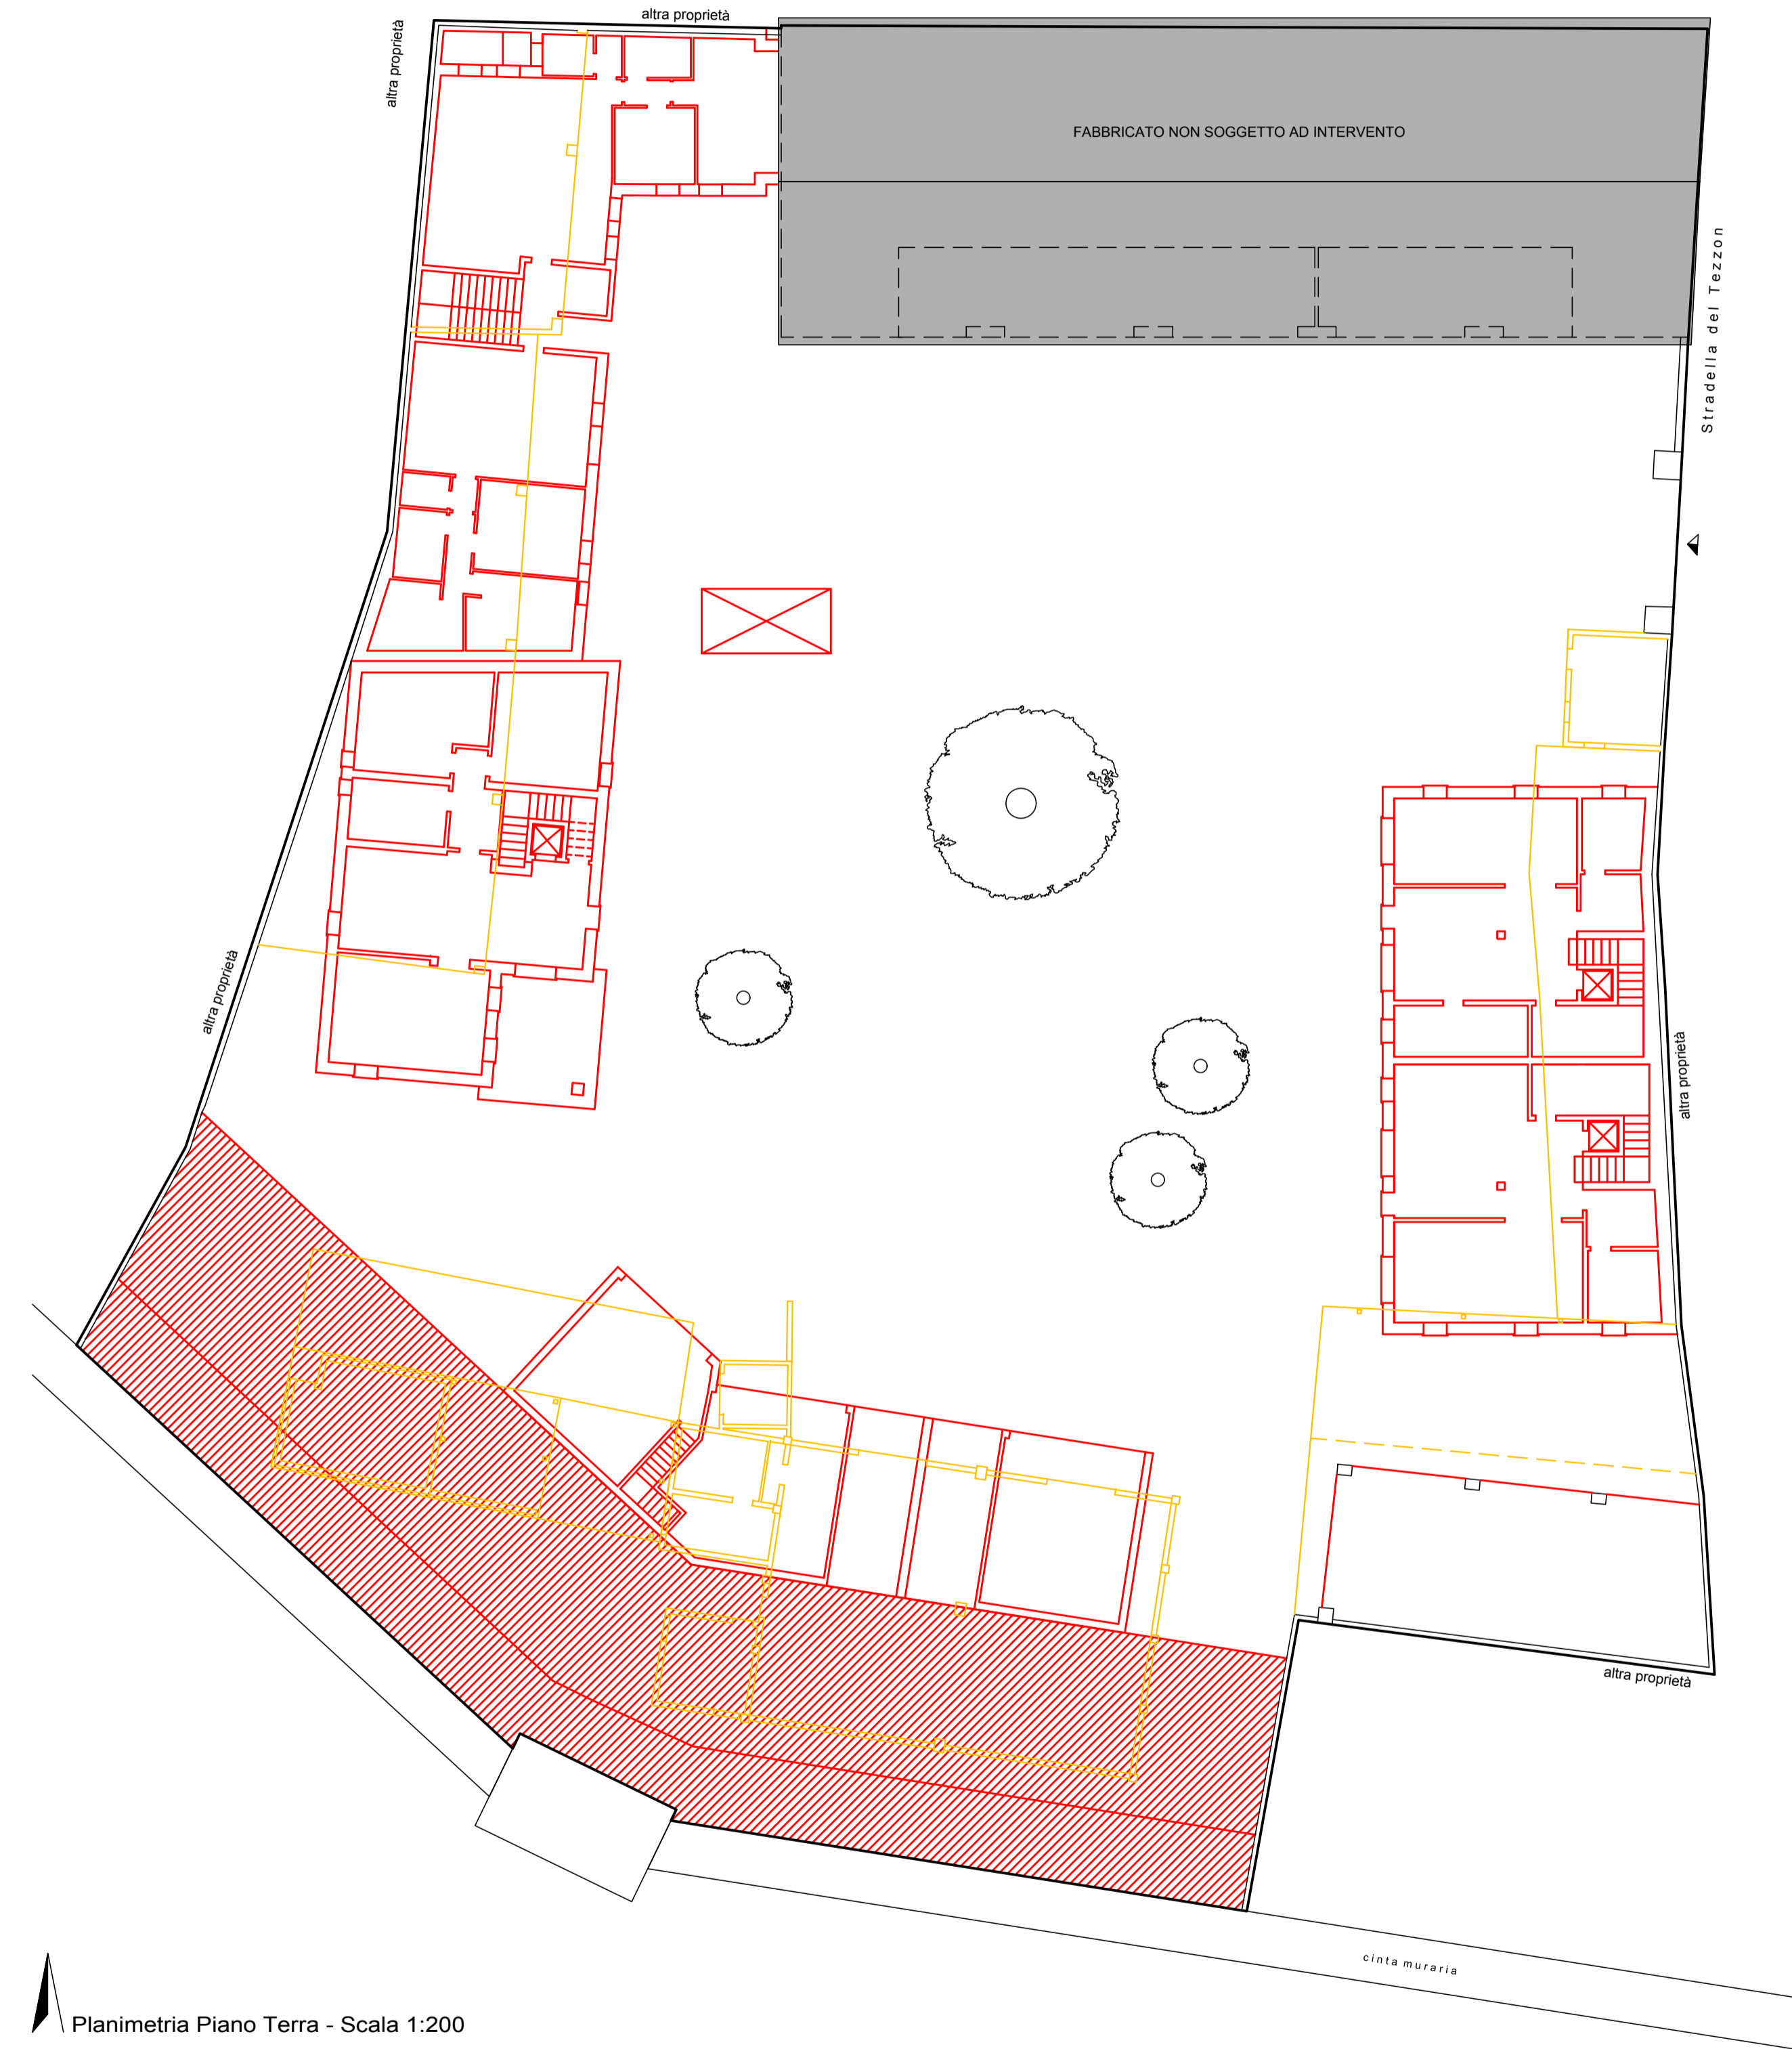 altra proprietà
altra proprietà
FABBRICATO NON SOGGETTO AD INTERVENTO
Stradella del Tezzon
altra proprietà
altra proprietà
altra proprietà
cinta muraria
Planimetria Piano Terra - Scala 1:200